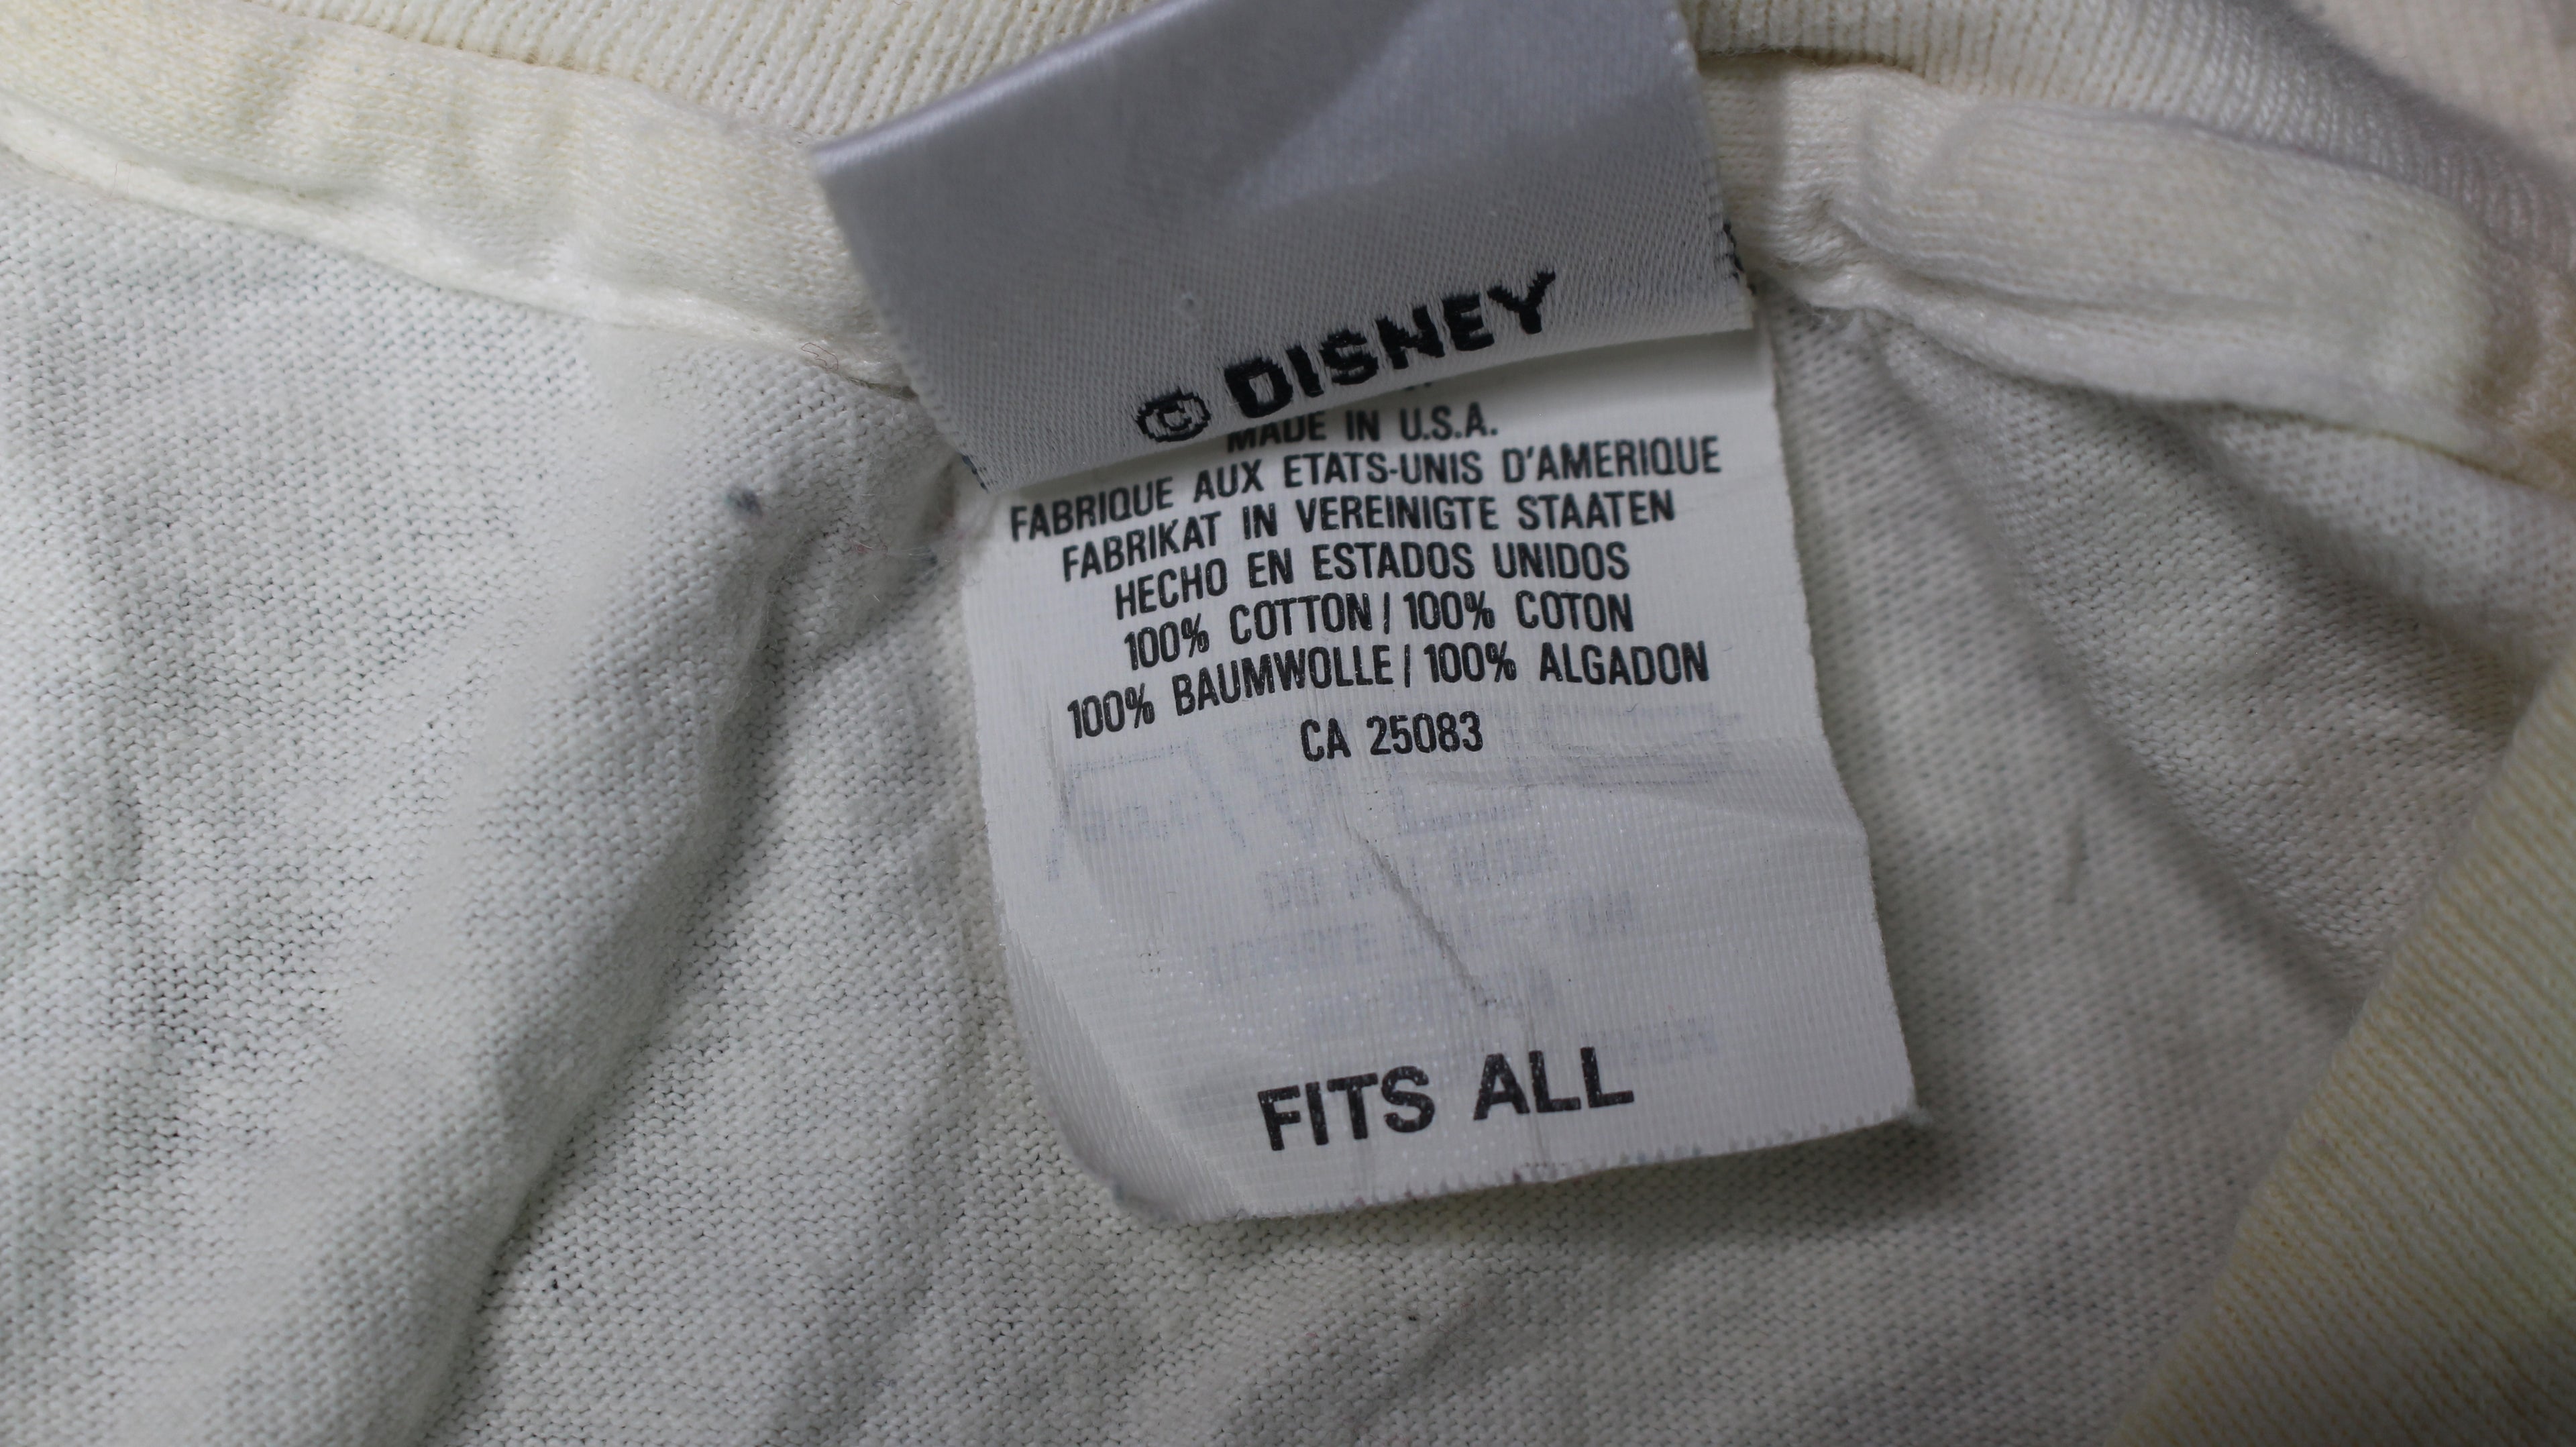 © DISNEY
MADE IN U.S.A.
FABRIQUE AUX ETATS-UNIS D'AMERIQUE
FABRIKAT IN VEREINIGTE STAATEN
HECHO EN ESTADOS UNIDOS
100% COTTON / 100% COTON
100% BAUMWOLLE / 100% ALGADON
CA 25083
FITS ALL